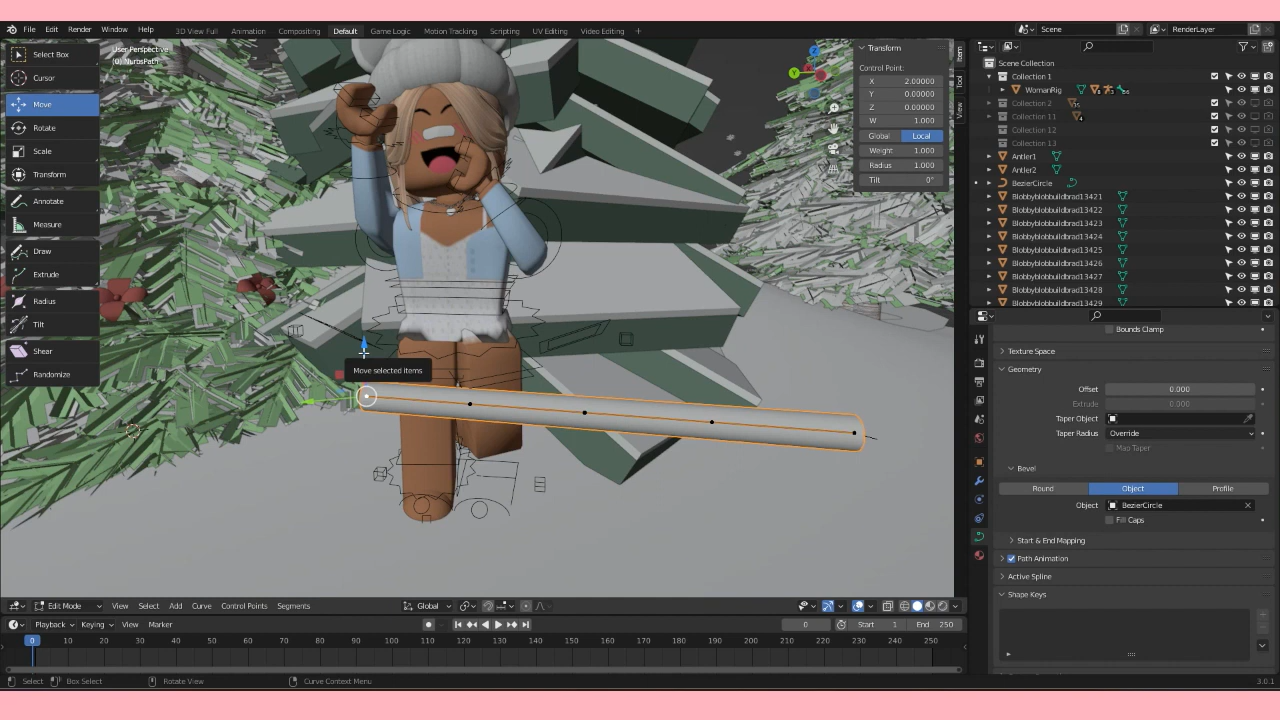 File Edit Render Window Help 3D View Full Animation Compositing Default Game Logic Motion Tracking Scripting UV Editing Video Editing + Scene RenderLayer
Select Box
Cursor
Move
Rotate
Scale
Transform
Annotate
Measure
Draw
Extrude
Radius
Tilt
Shear
Randomize
User Perspective
(0) NurbsPath
Move selected items
Transform
Control Point:
X 2.00000
Y 0.00000
Z 0.00000
W 1.000
Global Local
Weight 1.000
Radius 1.000
Tilt 0°
Item
Tool
View
Scene Collection
Collection 1
WomanRig
Collection 2
Collection 11
Collection 12
Collection 13
Antler1
Antler2
BezierCircle
Blobbyblobbuildbrad13421
Blobbyblobbuildbrad13422
Blobbyblobbuildbrad13423
Blobbyblobbuildbrad13424
Blobbyblobbuildbrad13425
Blobbyblobbuildbrad13426
Blobbyblobbuildbrad13427
Blobbyblobbuildbrad13428
Blobbyblobbuildbrad13429
Bounds Clamp
Texture Space
Geometry
Offset 0.000
Extrude 0.000
Taper Object
Taper Radius Override
Map Taper
Bevel
Round Object Profile
Object BezierCircle
Fill Caps
Start & End Mapping
Path Animation
Active Spline
Shape Keys
Edit Mode View Select Add Curve Control Points Segments Global
Playback Keying View Marker 0 Start 1 End 250
0 10 20 30 40 50 60 70 80 90 100 110 120 130 140 150 160 170 180 190 200 210 220 230 240 250
Select Box Select Rotate View Curve Context Menu 3.0.1